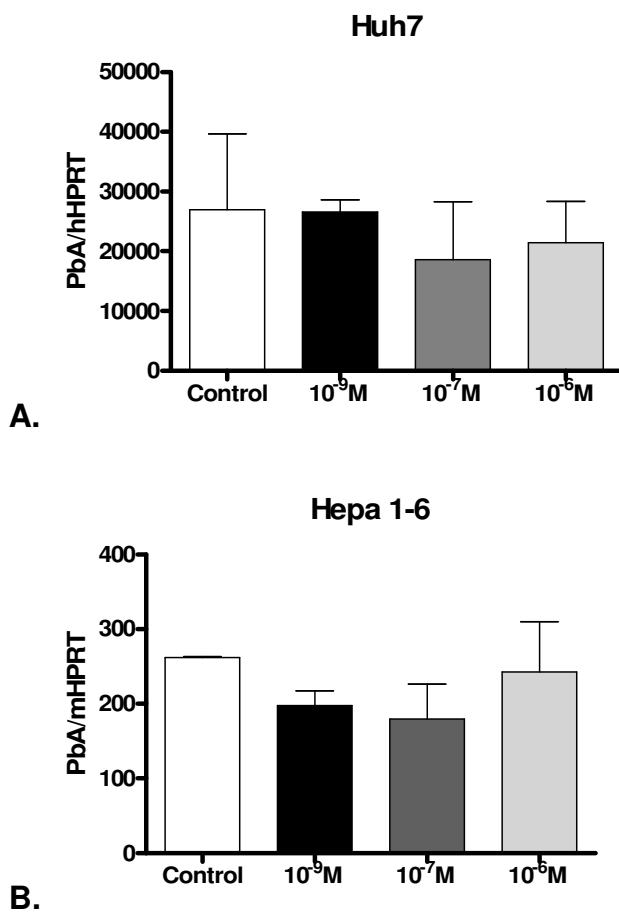 Huh7
PbA/hHPRT
50000
40000
30000
20000
10000
0
Control 10⁻⁹M 10⁻⁷M 10⁻⁶M
A.
Hepa 1-6
PbA/mHPRT
400
300
200
100
0
Control 10⁻⁹M 10⁻⁷M 10⁻⁶M
B.